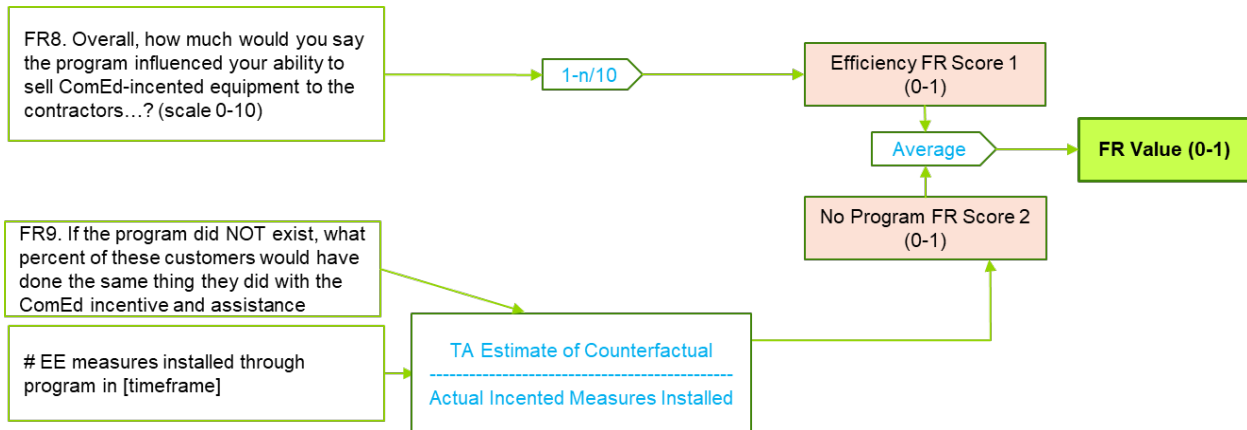 FR8. Overall, how much would you say
the program influenced your ability to
sell ComEd-incented equipment to the
contractors…? (scale 0-10)
1-n/10
Efficiency FR Score 1
(0-1)
Average
FR Value (0-1)
No Program FR Score 2
(0-1)
FR9. If the program did NOT exist, what
percent of these customers would have
done the same thing they did with the
ComEd incentive and assistance
# EE measures installed through
program in [timeframe]
TA Estimate of Counterfactual
----------------------------------------------
Actual Incented Measures Installed